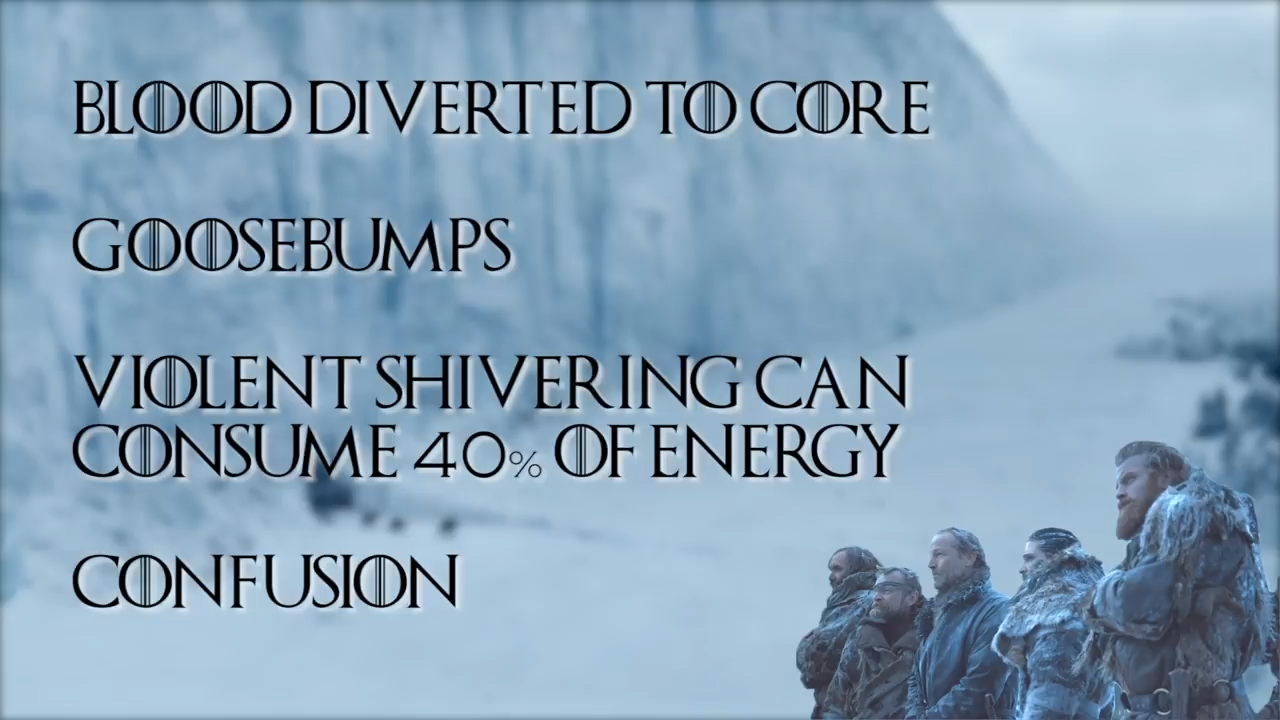 BLOOD DIVERTED TO CORE
GOOSEBUMPS
VIOLENT SHIVERING CAN
CONSUME 40% OF ENERGY
CONFUSION